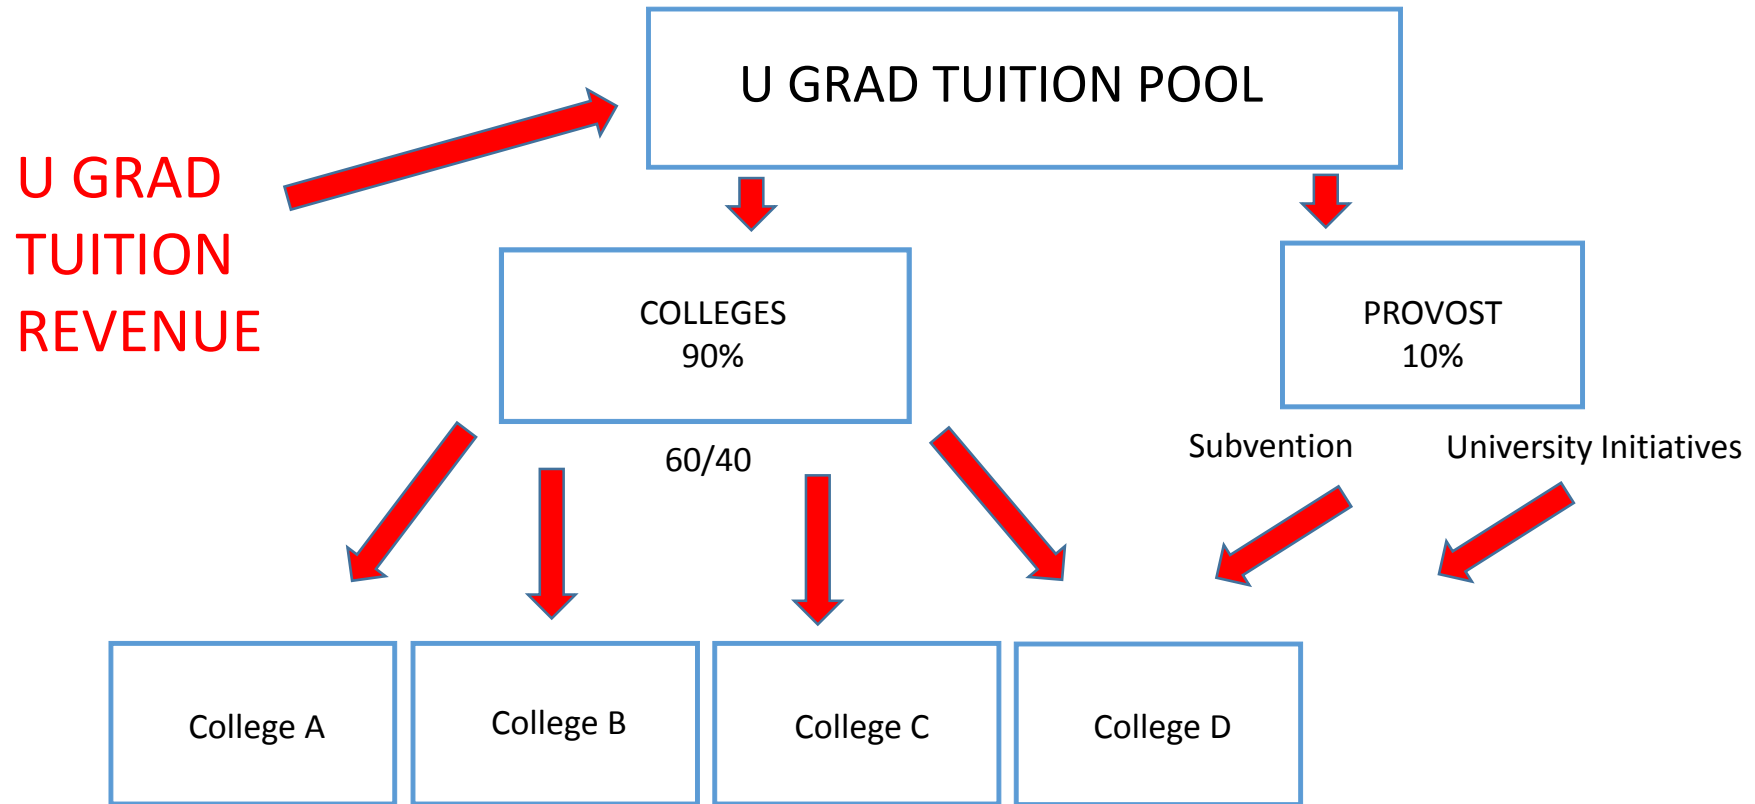 U GRAD TUITION POOL
U GRAD
TUITION
REVENUE
COLLEGES
90%
PROVOST
10%
60/40
Subvention
University Initiatives
College A
College B
College C
College D